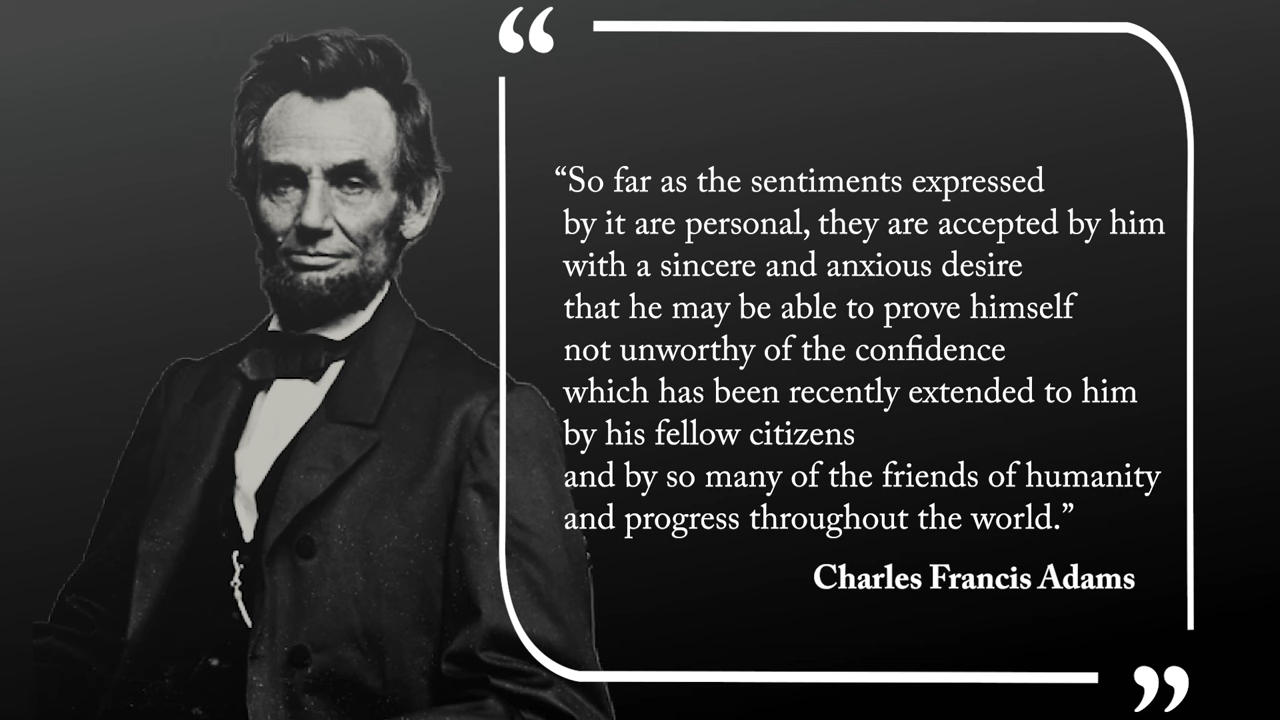 “So far as the sentiments expressed
by it are personal, they are accepted by him
with a sincere and anxious desire
that he may be able to prove himself
not unworthy of the confidence
which has been recently extended to him
by his fellow citizens
and by so many of the friends of humanity
and progress throughout the world.”
Charles Francis Adams